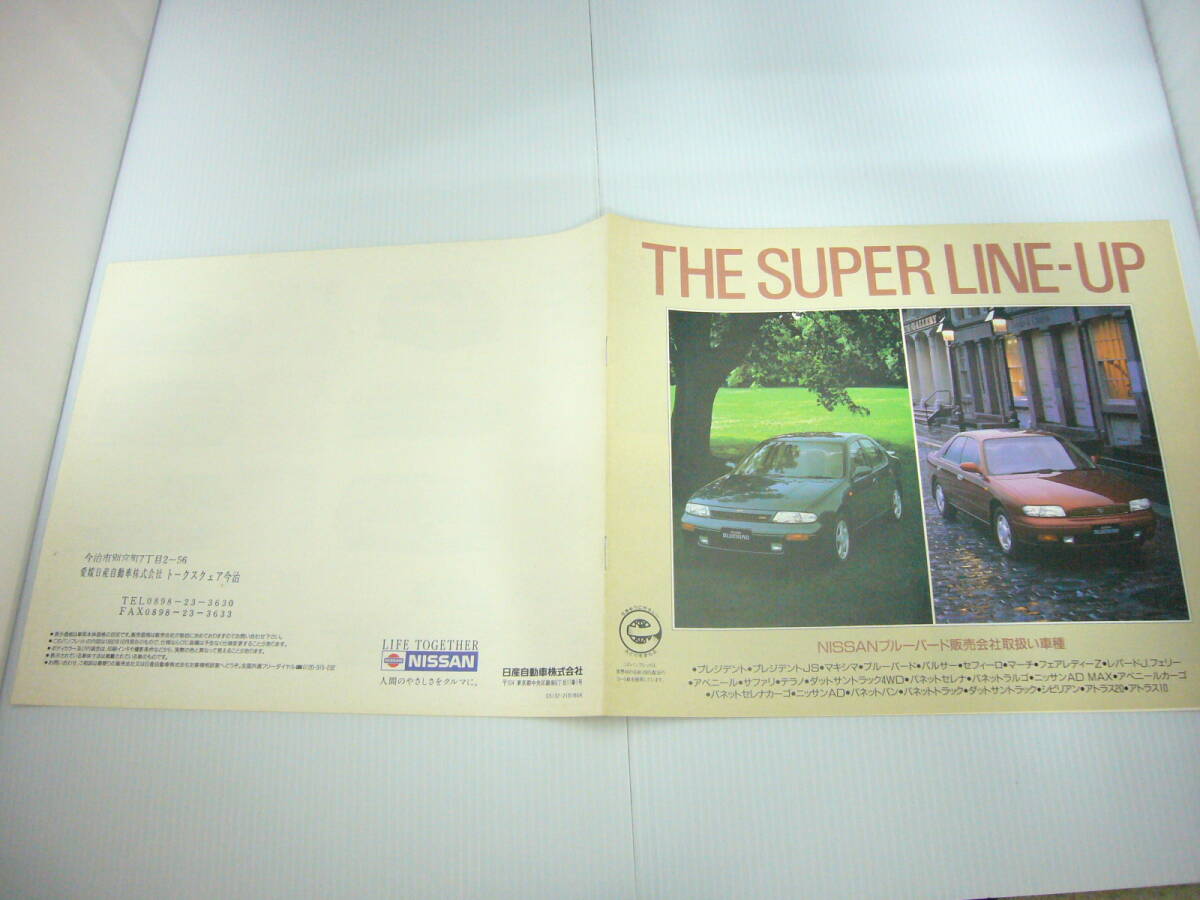 THE SUPER LINE-UP
GALLERY
BLUEBIRD
NISSANブルーバード販売会社取扱い車種
●プレジデント●プレジデントJS●マキシマ●ブルーバード●パルサー●セフィーロ●マーチ●フェアレディーZ●レパードJ.フェリー
●アベニール●サファリ●テラノ●ダットサントラック4WD●バネットセレナ●バネットラルゴ●ニッサンAD MAX●アベニールカーゴ
●バネットセレナカーゴ●ニッサンAD●バネットバン●バネットトラック●ダットサントラック●シビリアン●アトラス20●アトラス10
今治市別宮町7丁目2−56
愛媛日産自動車株式会社 トークスクェア今治
TEL0898−23−3630
FAX0898−23−3633
LIFE TOGETHER
NISSAN
人間のやさしさをクルマに。
日産自動車株式会社